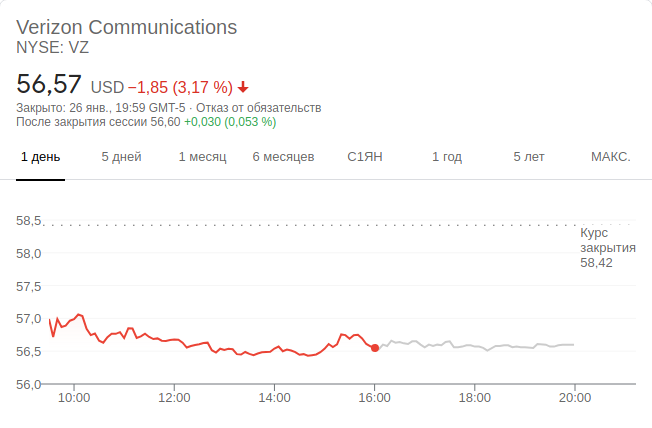 Verizon Communications
NYSE: VZ
56,57 USD −1,85 (3,17 %)
Закрыто: 26 янв., 19:59 GMT-5 · Отказ от обязательств
После закрытия сессии 56,60 +0,030 (0,053 %)
1 день 5 дней 1 месяц 6 месяцев С1ЯН 1 год 5 лет МАКС.
58,5
Курс
закрытия
58,42
58,0
57,5
57,0
56,5
56,0
10:00 12:00 14:00 16:00 18:00 20:00